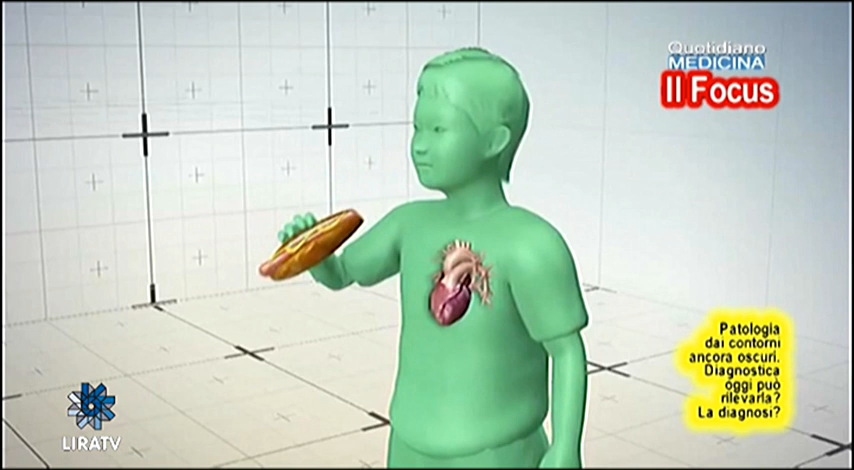 Quotidiano
MEDICINA
Il Focus
Patologia
dai contorni
ancora oscuri.
Diagnostica
oggi può
rilevarla?
La diagnosi?
LIRATV